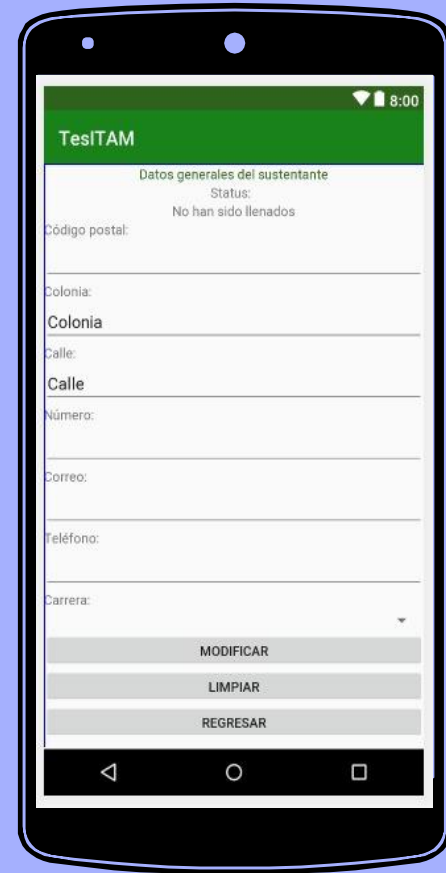 8:00
TesITAM
Datos generales del sustentante
Status:
No han sido llenados
Código postal:
Colonia:
Colonia
Calle:
Calle
Número:
Correo:
Teléfono:
Carrera:
MODIFICAR
LIMPIAR
REGRESAR